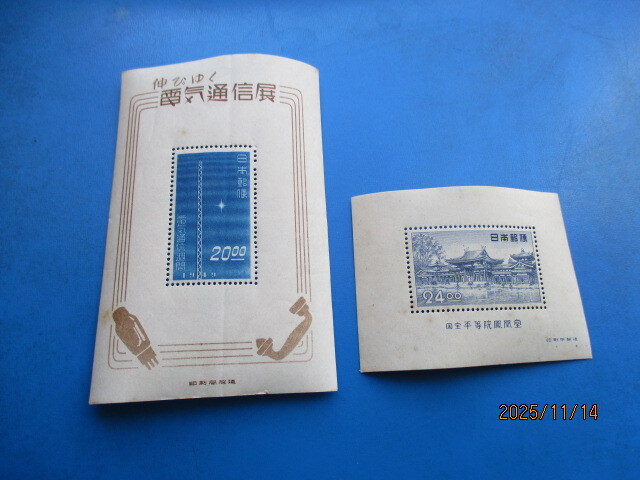 伸びゆく
電気通信展
日本郵便
20.00
日本郵便
24.00
国宝平等院鳳凰堂
2025/11/14